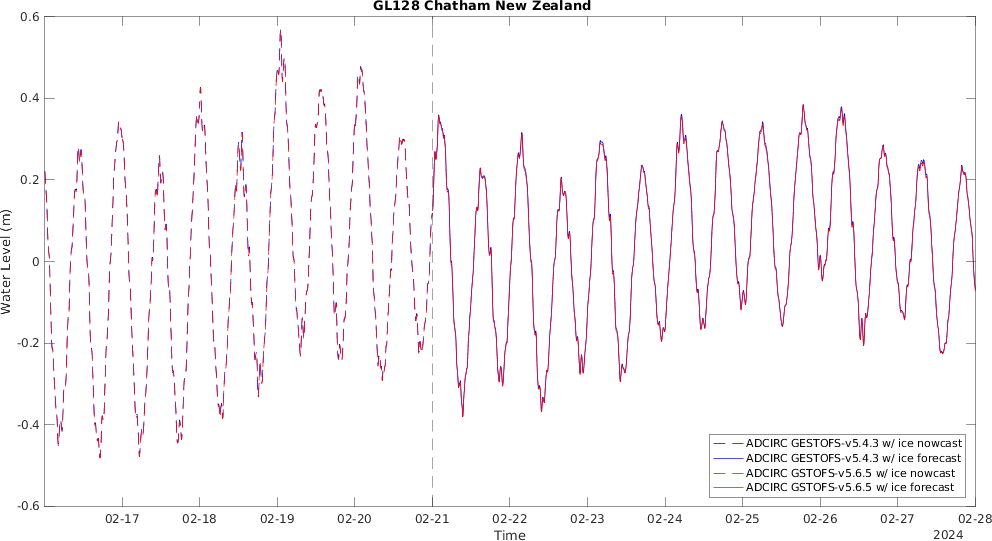 GL128 Chatham New Zealand
0.6
0.4
0.2
0
-0.2
-0.4
-0.6
Water Level (m)
ADCIRC GESTOFS-v5.4.3 w/ ice nowcast
ADCIRC GESTOFS-v5.4.3 w/ ice forecast
ADCIRC GSTOFS-v5.6.5 w/ ice nowcast
ADCIRC GSTOFS-v5.6.5 w/ ice forecast
02-17 02-18 02-19 02-20 02-21 02-22 02-23 02-24 02-25 02-26 02-27 02-28
Time
2024